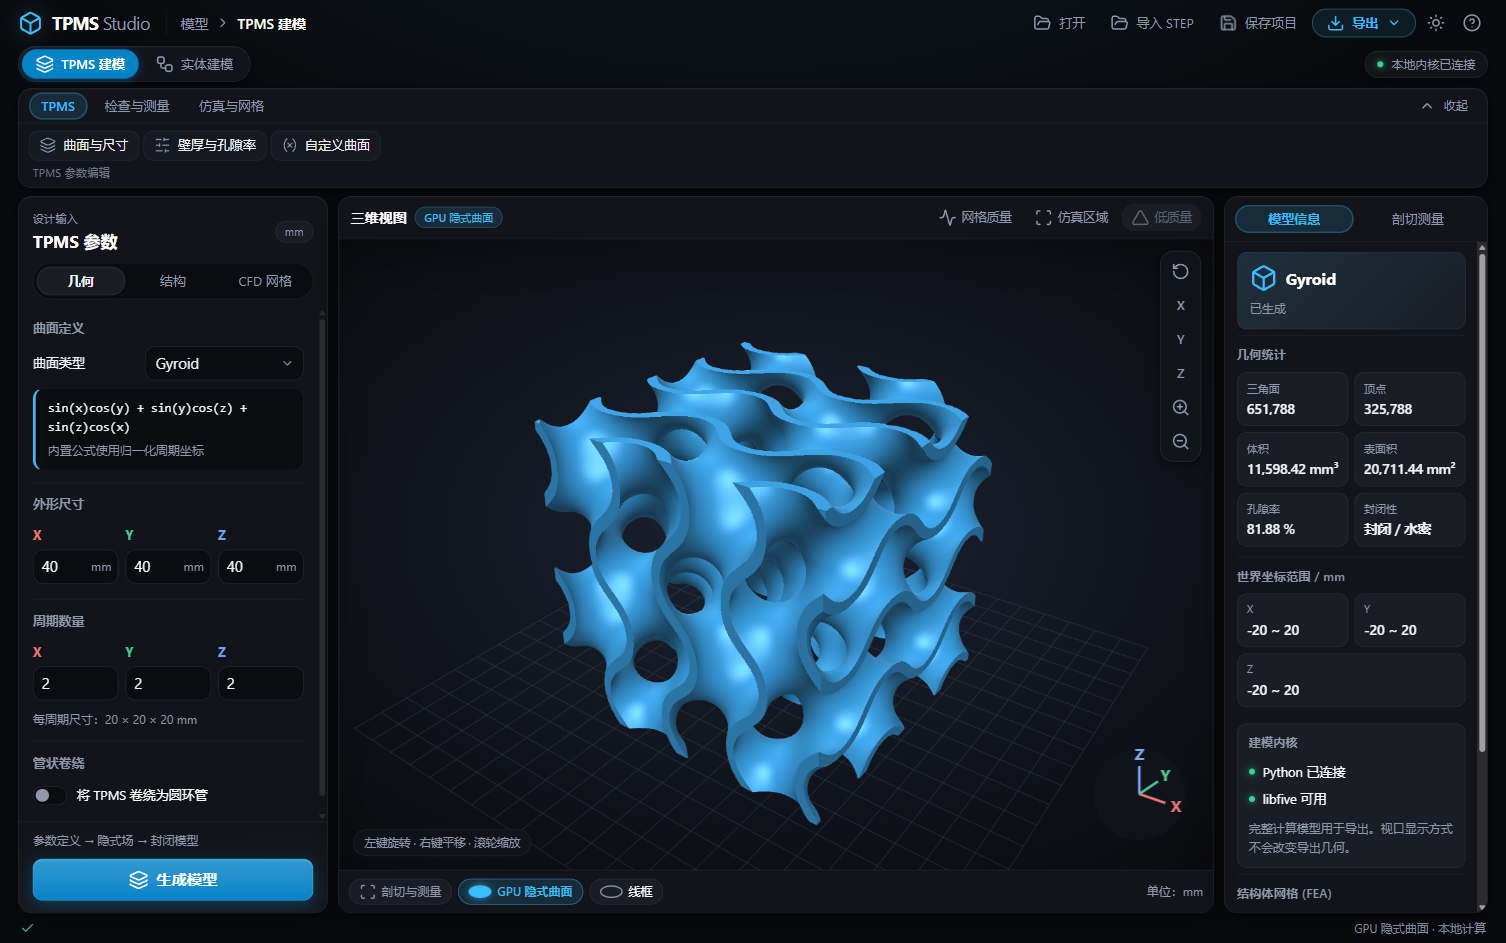 TPMS Studio 模型 > TPMS 建模 打开 导入 STEP 保存项目 导出
TPMS 建模 实体建模 本地内核已连接
TPMS 检查与测量 仿真与网格 收起
曲面与尺寸 壁厚与孔隙率 (x) 自定义曲面
TPMS 参数编辑
设计输入
TPMS 参数 mm
几何 结构 CFD 网格
曲面定义
曲面类型 Gyroid
sin(x)cos(y) + sin(y)cos(z) +
sin(z)cos(x)
内置公式使用归一化周期坐标
外形尺寸
X Y Z
40 mm 40 mm 40 mm
周期数量
X Y Z
2 2 2
每周期尺寸：20 × 20 × 20 mm
管状卷绕
将 TPMS 卷绕为圆环管
参数定义 → 隐式场 → 封闭模型
生成模型
三维视图 GPU 隐式曲面 网格质量 仿真区域 低质量
X
Y
Z
Z
Y
X
左键旋转 · 右键平移 · 滚轮缩放
剖切与测量 GPU 隐式曲面 线框 单位：mm
模型信息 剖切测量
Gyroid
已生成
几何统计
三角面 顶点
651,788 325,788
体积 表面积
11,598.42 mm³ 20,711.44 mm²
孔隙率 封闭性
81.88 % 封闭 / 水密
世界坐标范围 / mm
X Y
-20 ~ 20 -20 ~ 20
Z
-20 ~ 20
建模内核
Python 已连接
libfive 可用
完整计算模型用于导出。视口显示方式
不会改变导出几何。
结构体网格 (FEA)
GPU 隐式曲面 · 本地计算